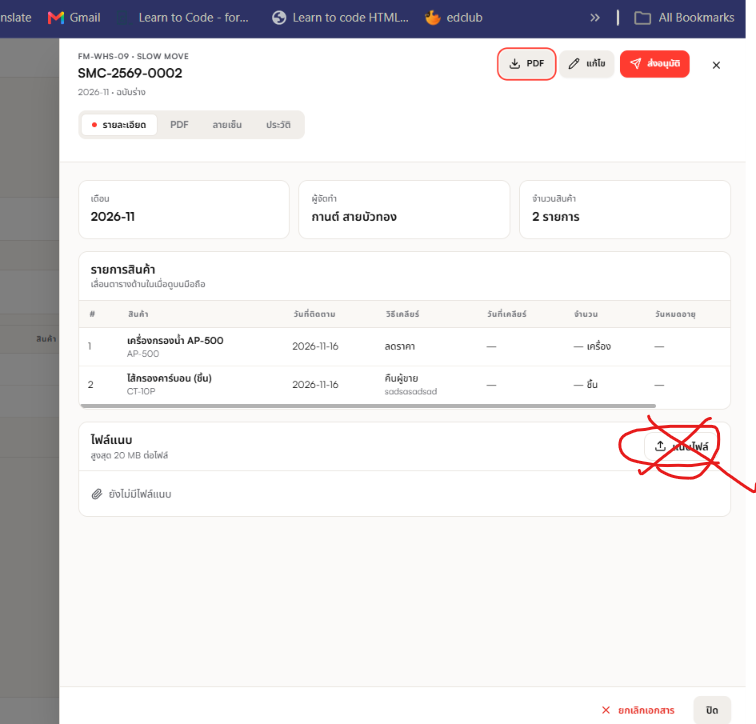 nslate Gmail Learn to Code - for... Learn to code HTML... edclub » All Bookmarks
FM-WHS-09 • SLOW MOVE
SMC-2569-0002
2026-11 • ฉบับร่าง
PDF แก้ไข ส่งอนุมัติ
รายละเอียด PDF ลายเซ็น ประวัติ
เดือน ผู้จัดทำ จำนวนสินค้า
2026-11 กานต์ สายบัวทอง 2 รายการ
รายการสินค้า
เลื่อนตารางด้านในเมื่อดูบนมือถือ
สินค้า
# สินค้า วันที่ติดตาม วิธีเคลียร์ วันที่เคลียร์ จำนวน วันหมดอายุ
1 เครื่องกรองน้ำ AP-500 2026-11-16 ลดราคา — — เครื่อง —
AP-500
2 ไส้กรองคาร์บอน (ชิ้น) 2026-11-16 คืนผู้ขาย — — ชิ้น —
CT-10P sadsasadsad
ไฟล์แนบ
สูงสุด 20 MB ต่อไฟล์
แนบไฟล์
ยังไม่มีไฟล์แนบ
ยกเลิกเอกสาร ปิด